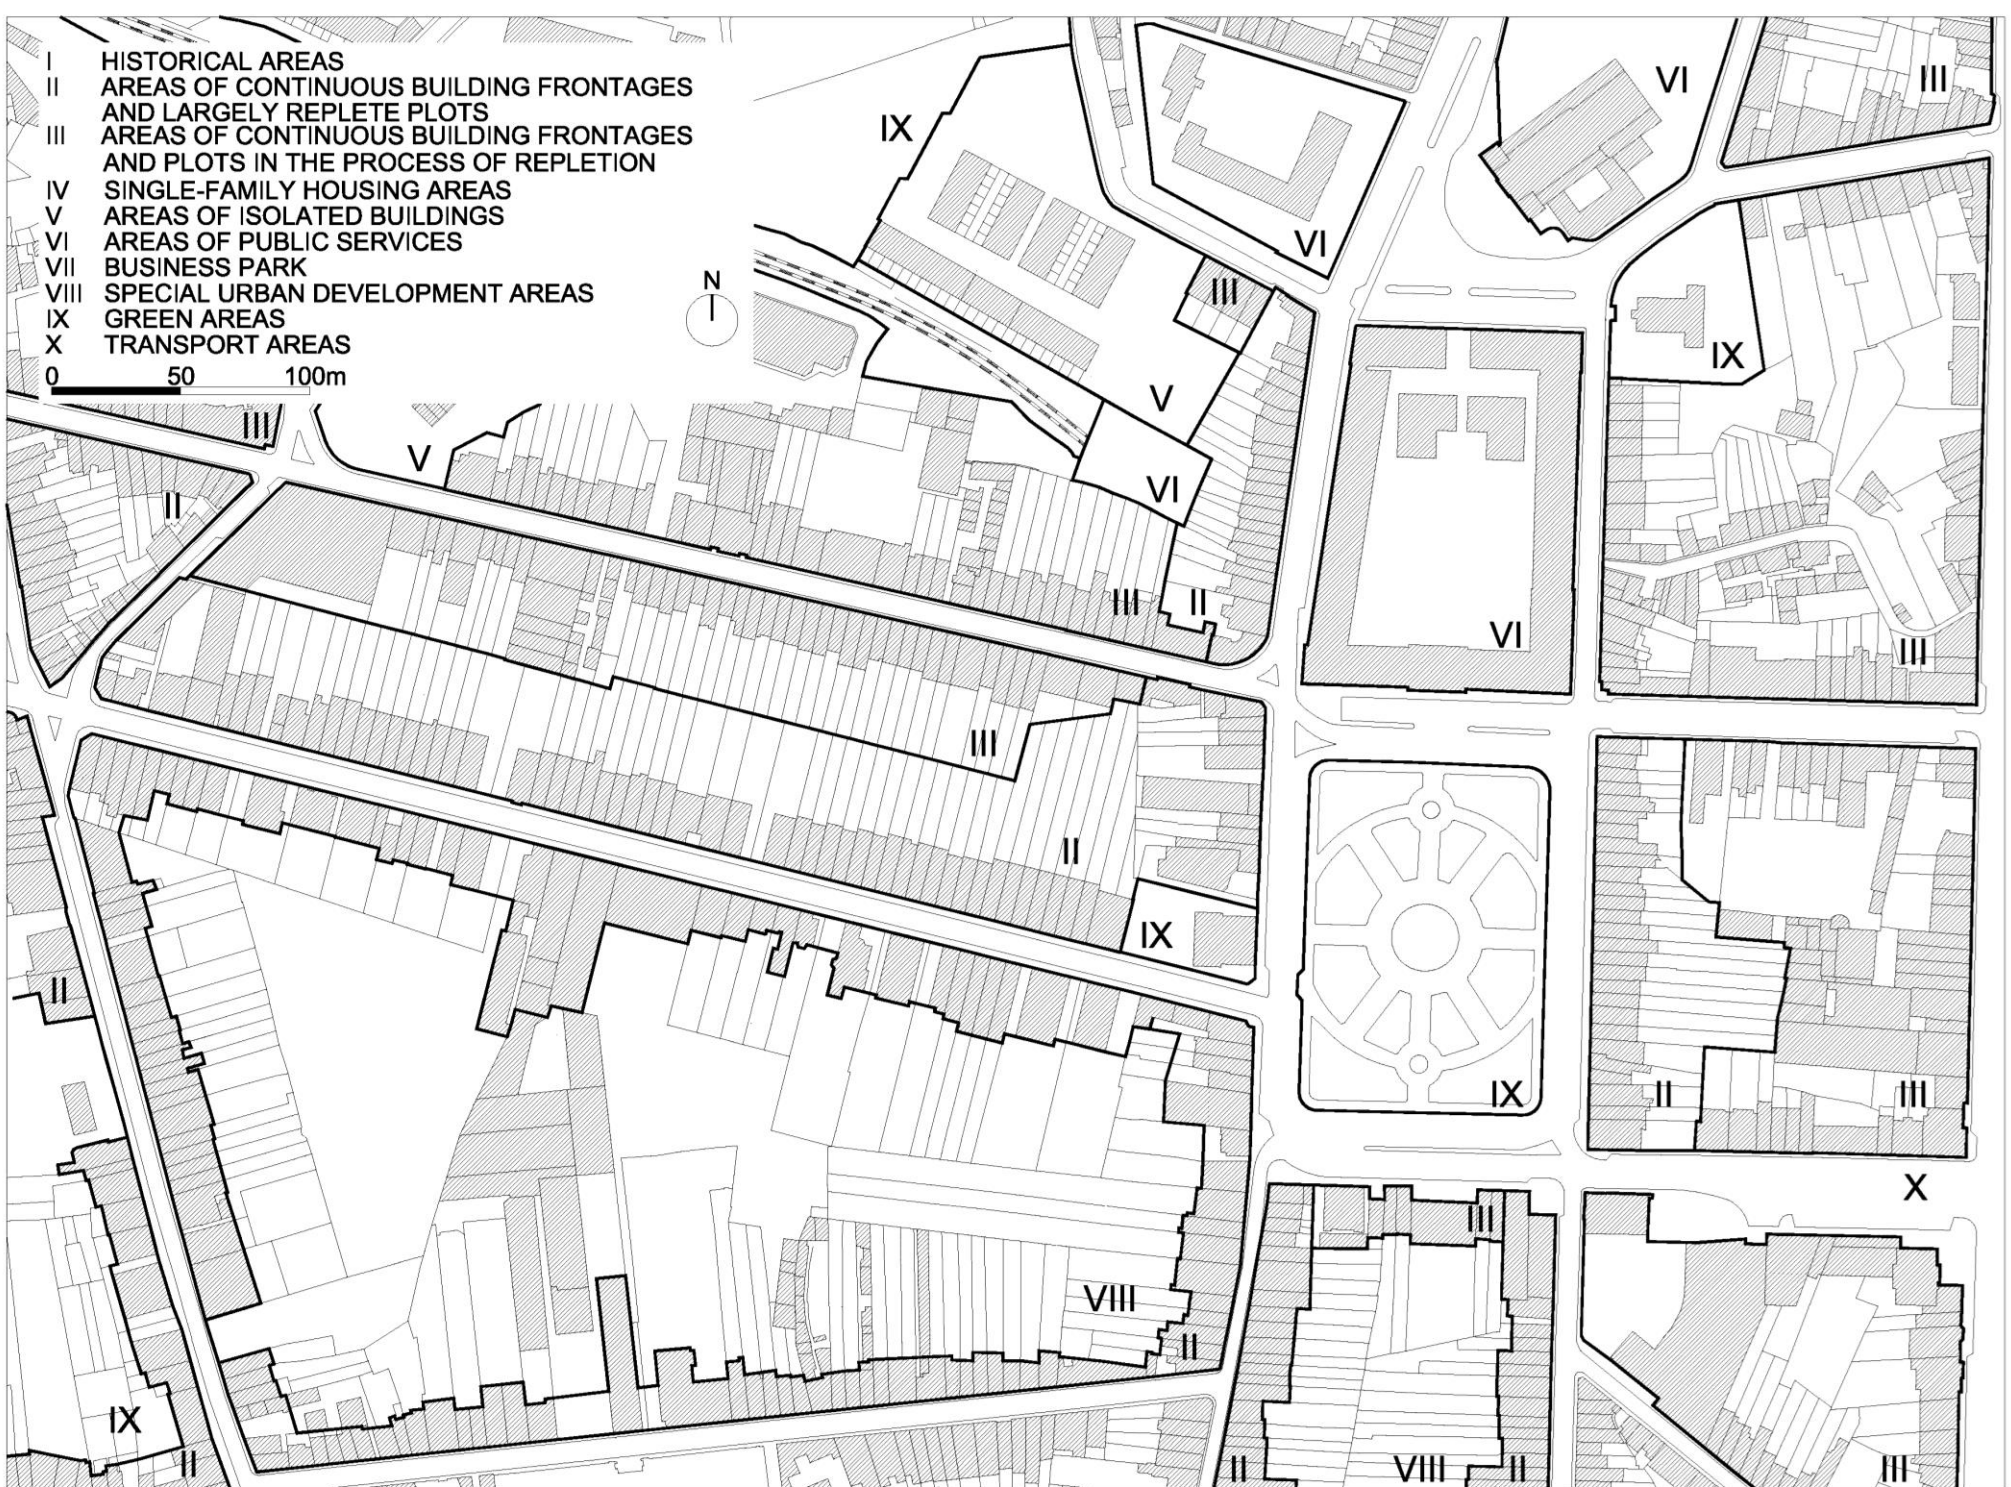 I HISTORICAL AREAS
II AREAS OF CONTINUOUS BUILDING FRONTAGES
AND LARGELY REPLETE PLOTS
III AREAS OF CONTINUOUS BUILDING FRONTAGES
AND PLOTS IN THE PROCESS OF REPLETION
IV SINGLE-FAMILY HOUSING AREAS
V AREAS OF ISOLATED BUILDINGS
VI AREAS OF PUBLIC SERVICES
VII BUSINESS PARK
VIII SPECIAL URBAN DEVELOPMENT AREAS
IX GREEN AREAS
X TRANSPORT AREAS
0 50 100m
N
VI
III
IX
VI
III
IX
V
III
V
VI
II
III
II
VI
III
III
II
IX
II
IX
II
III
X
III
VIII
II
IX
II
II
VIII
II
III